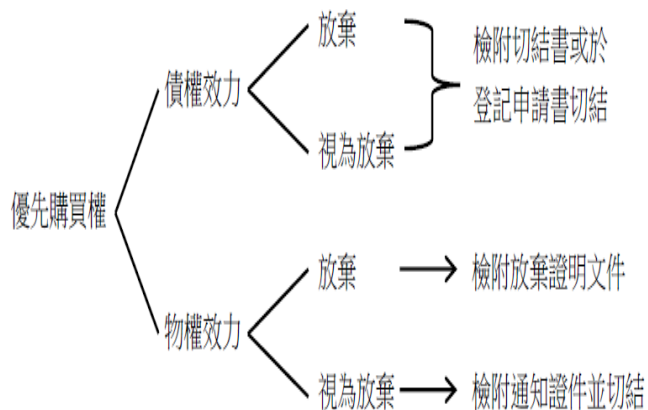 優先購買權
債權效力
放棄
視為放棄
檢附切結書或於
登記申請書切結
物權效力
放棄
檢附放棄證明文件
視為放棄
檢附通知證件並切結